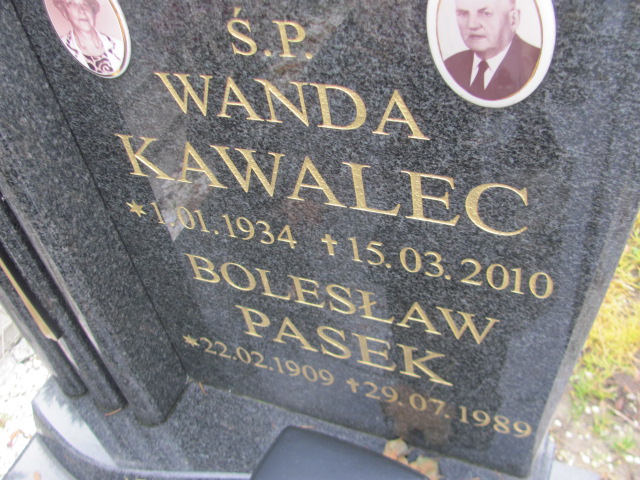 Ś.P.
WANDA
KAWALEC
*1.01.1934 ✝15.03.2010
BOLESŁAW
PASEK
*22.02.1909 ✝29.07.1989